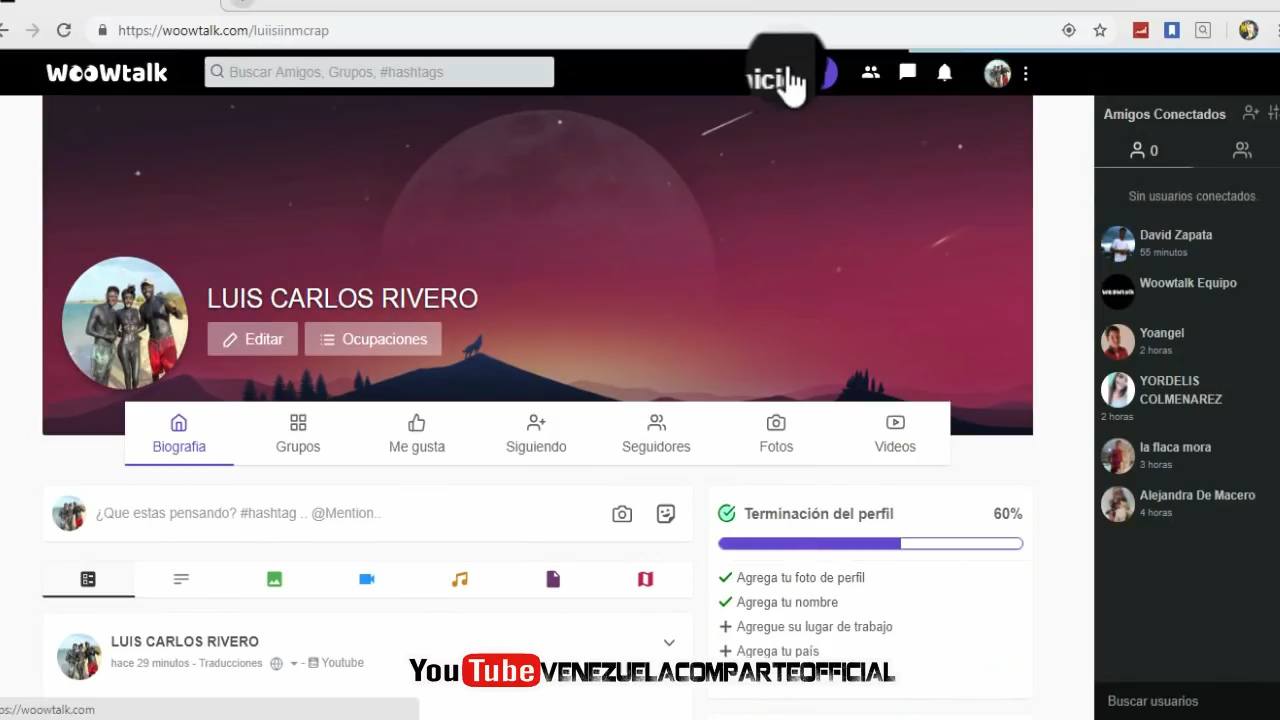 https://woowtalk.com/luiisiinmcrap
woowtalk
Buscar Amigos, Grupos, #hashtags
LUIS CARLOS RIVERO
Editar
Ocupaciones
Biografia
Grupos
Me gusta
Siguiendo
Seguidores
Fotos
Videos
¿Que estas pensando? #hashtag .. @Mention..
LUIS CARLOS RIVERO
hace 29 minutos - Traducciones - Youtube
Terminación del perfil 60%
Agrega tu foto de perfil
Agrega tu nombre
Agregue su lugar de trabajo
Agrega tu país
Amigos Conectados
0
Sin usuarios conectados.
David Zapata
55 minutos
Woowtalk Equipo
Yoangel
2 horas
YORDELIS
COLMENAREZ
2 horas
la flaca mora
3 horas
Alejandra De Macero
4 horas
Buscar usuarios
YouTube VENEZUELACOMPARTEOFFICIAL
ps://woowtalk.com